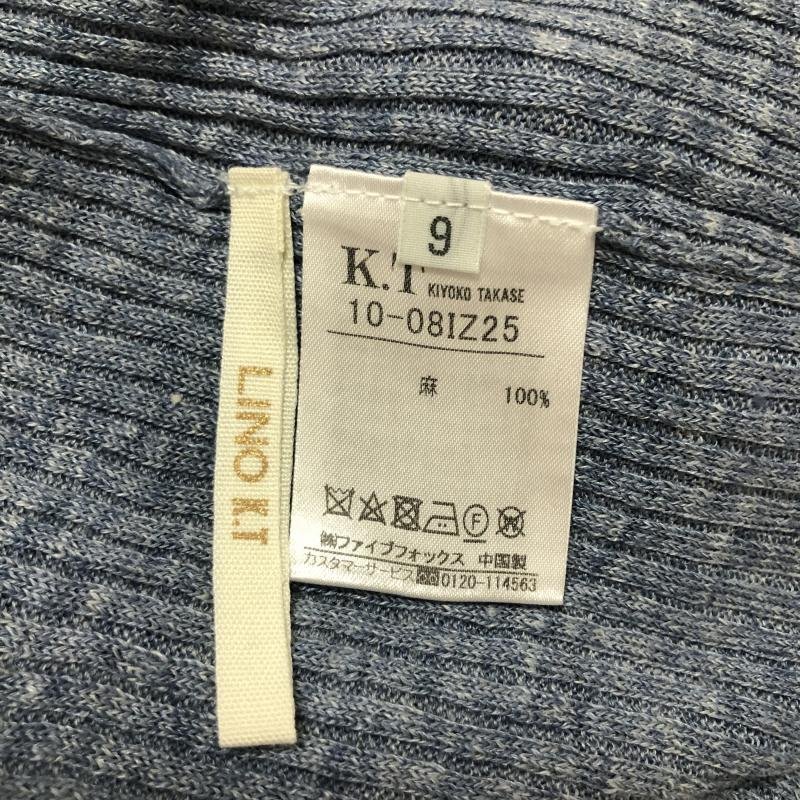 9
K.T KIYOKO TAKASE
10-08IZ25
麻 100%
㈱ファイブフォックス 中国製
カスタマーサービス 0120-114563
LINO K.T